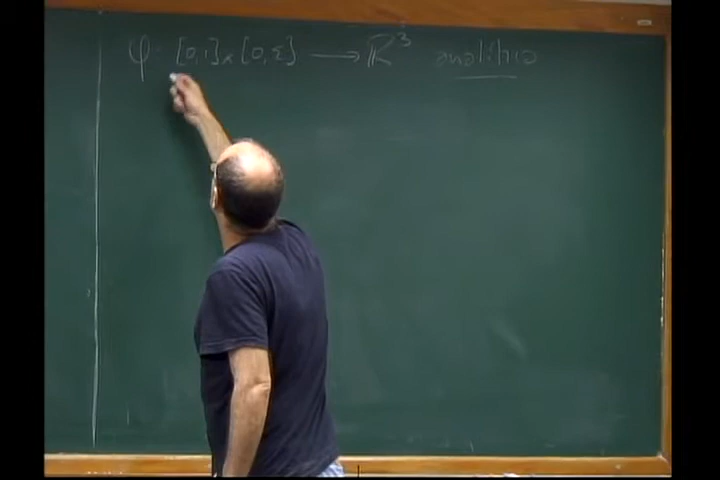 φ : [0,1] × [0,ε] ⟶ ℝ³ analítica